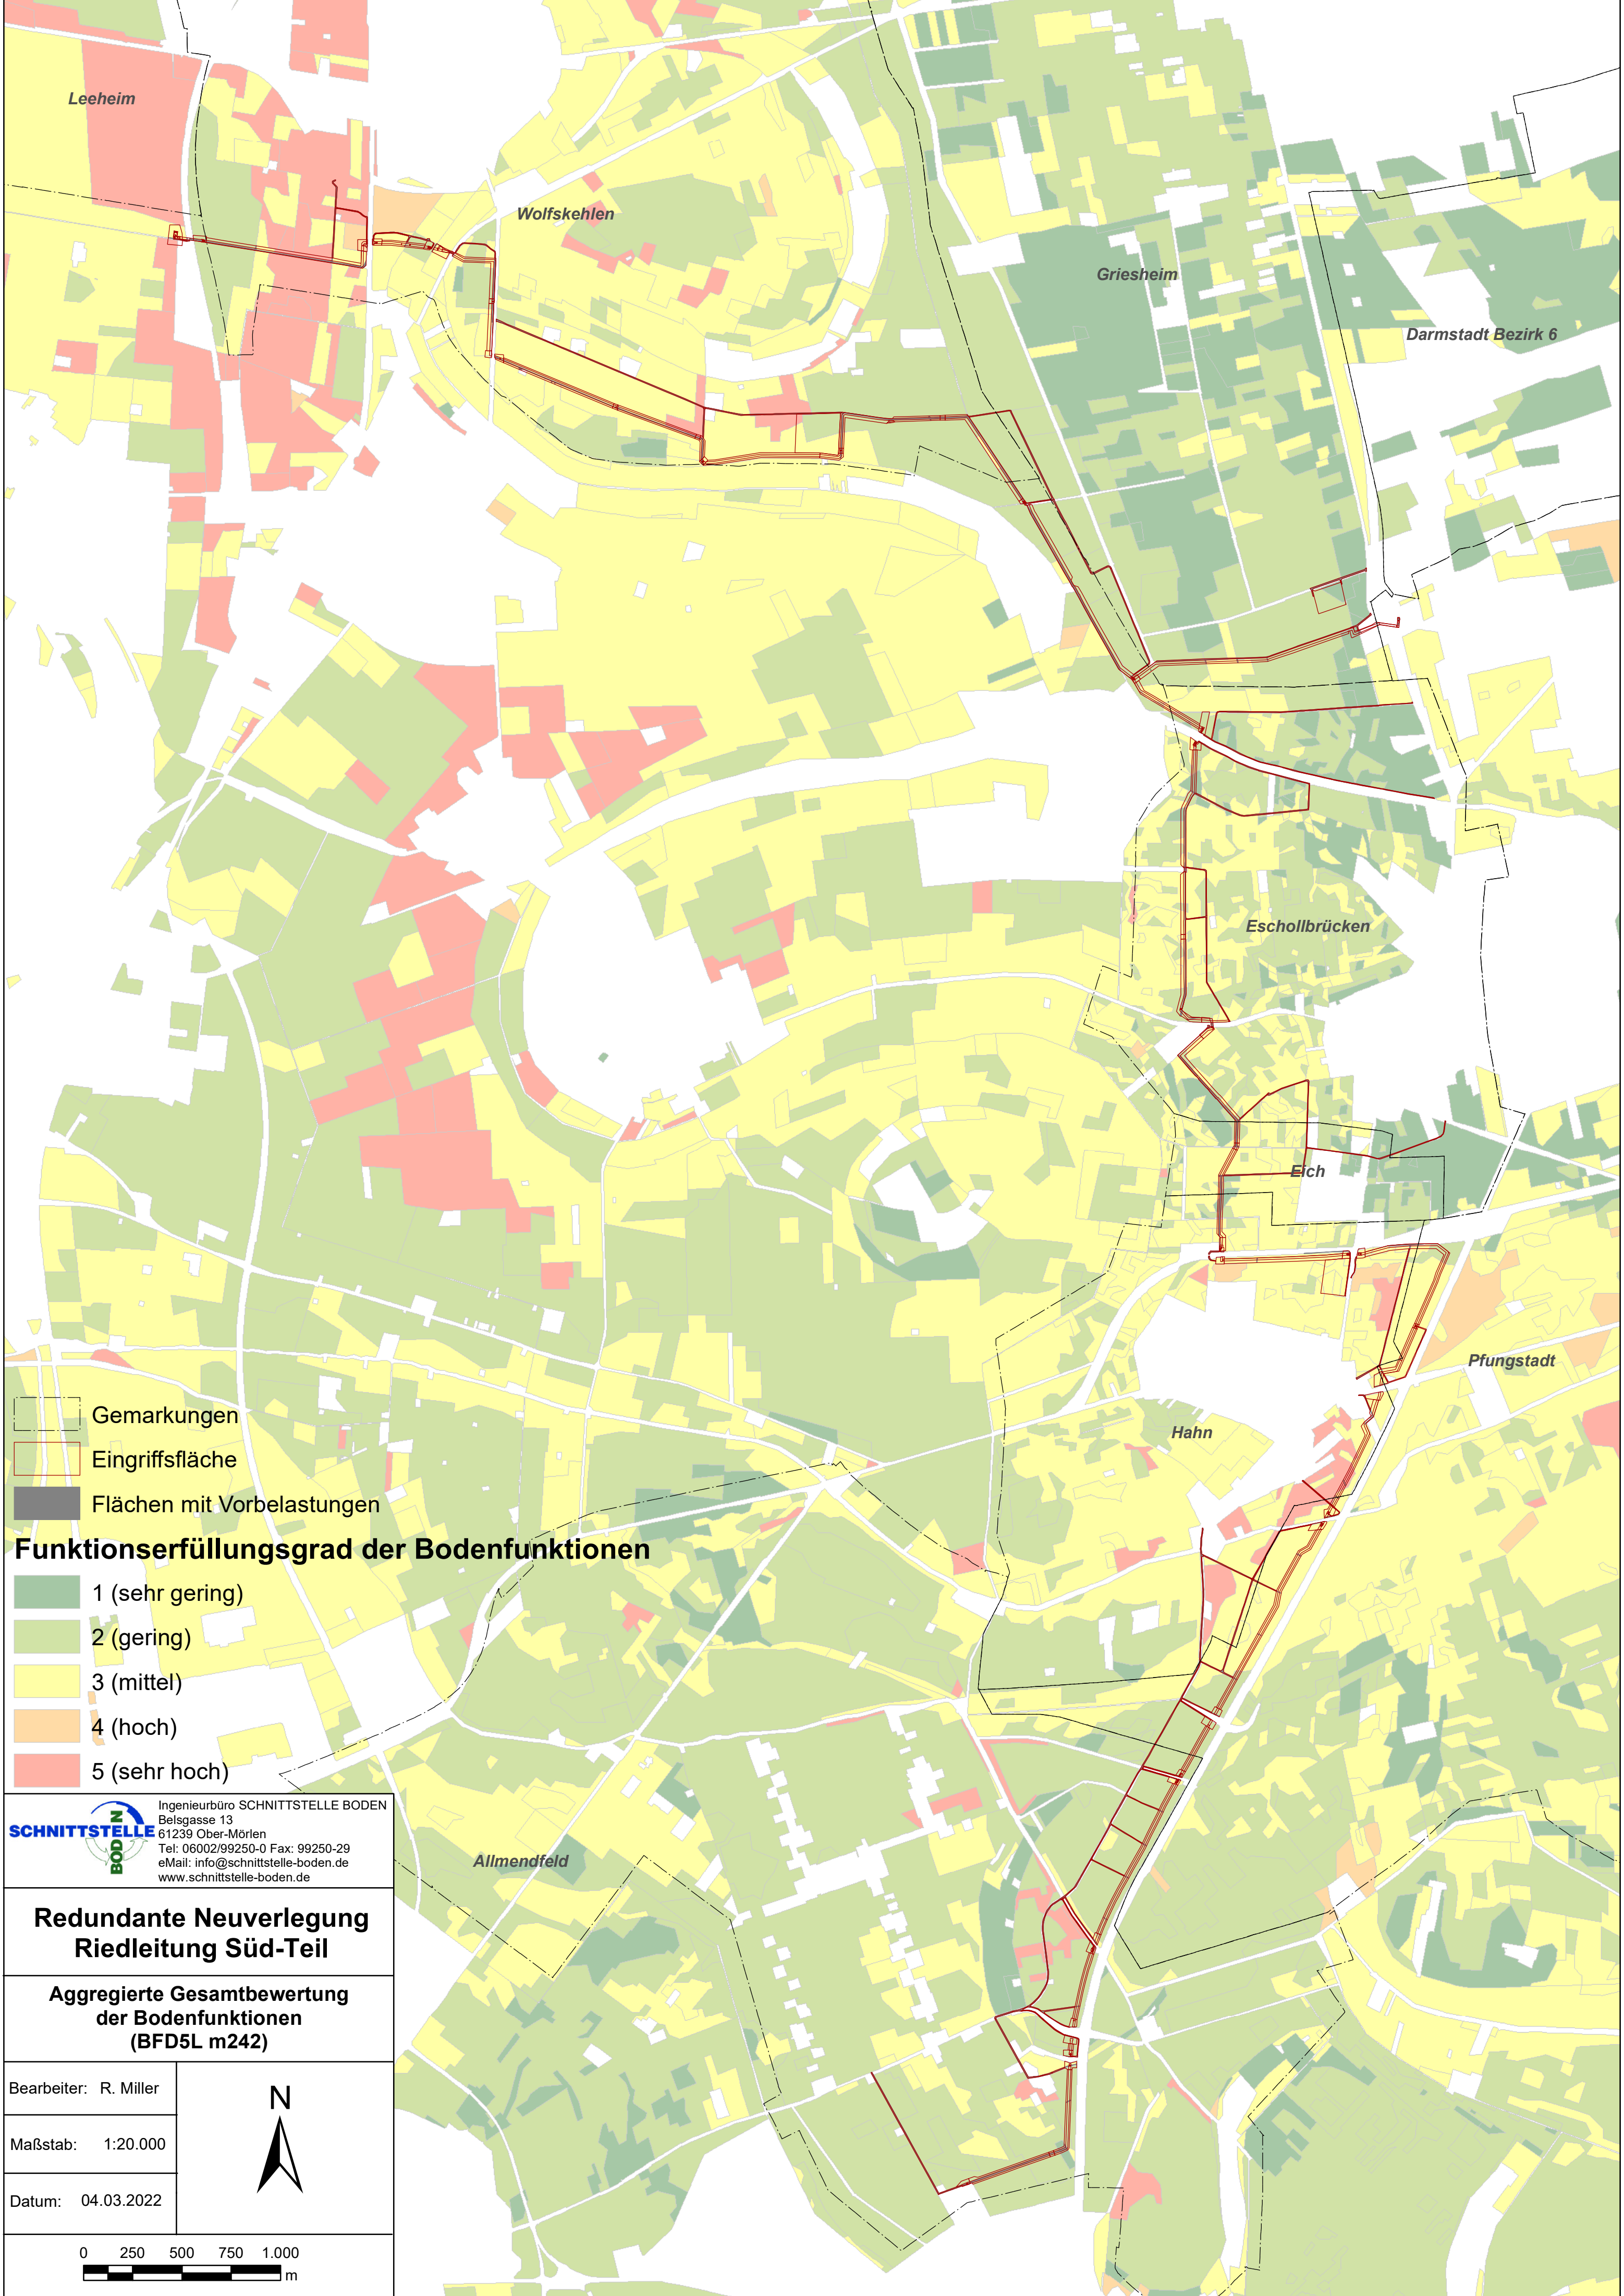 Leeheim
Wolfskehlen
Griesheim
Darmstadt Bezirk 6
Eschollbrücken
Eich
Pfungstadt
Hahn
Allmendfeld
Gemarkungen
Eingriffsfläche
Flächen mit Vorbelastungen
Funktionserfüllungsgrad der Bodenfunktionen
1 (sehr gering)
2 (gering)
3 (mittel)
4 (hoch)
5 (sehr hoch)
SCHNITTSTELLE
BODEN
Ingenieurbüro SCHNITTSTELLE BODEN
Belsgasse 13
61239 Ober-Mörlen
Tel: 06002/99250-0 Fax: 99250-29
eMail: info@schnittstelle-boden.de
www.schnittstelle-boden.de
Redundante Neuverlegung
Riedleitung Süd-Teil
Aggregierte Gesamtbewertung
der Bodenfunktionen
(BFD5L m242)
Bearbeiter: R. Miller
Maßstab: 1:20.000
Datum: 04.03.2022
N
0 250 500 750 1.000
m